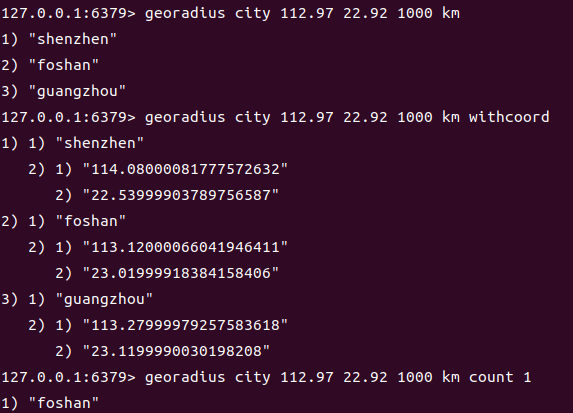 127.0.0.1:6379> georadius city 112.97 22.92 1000 km
1) "shenzhen"
2) "foshan"
3) "guangzhou"
127.0.0.1:6379> georadius city 112.97 22.92 1000 km withcoord
1) 1) "shenzhen"
   2) 1) "114.08000081777572632"
      2) "22.53999903789756587"
2) 1) "foshan"
   2) 1) "113.12000066041946411"
      2) "23.01999918384158406"
3) 1) "guangzhou"
   2) 1) "113.27999979257583618"
      2) "23.1199990030198208"
127.0.0.1:6379> georadius city 112.97 22.92 1000 km count 1
1) "foshan"